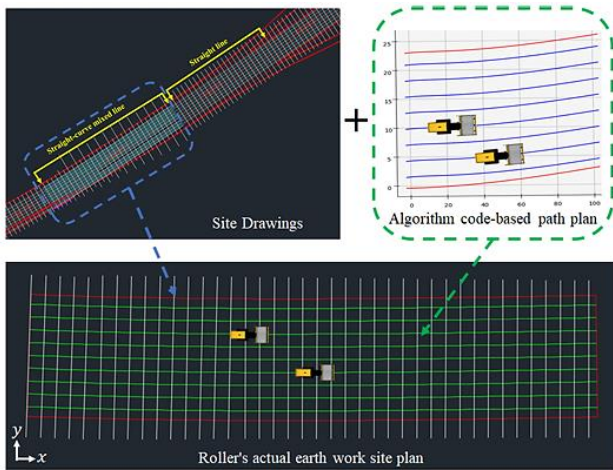 Straight line
Straight-curve mixed line
Site Drawings
+
25
20
15
10
5
0
0
20
40
60
80
100
Algorithm code-based path plan
y
x
Roller's actual earth work site plan